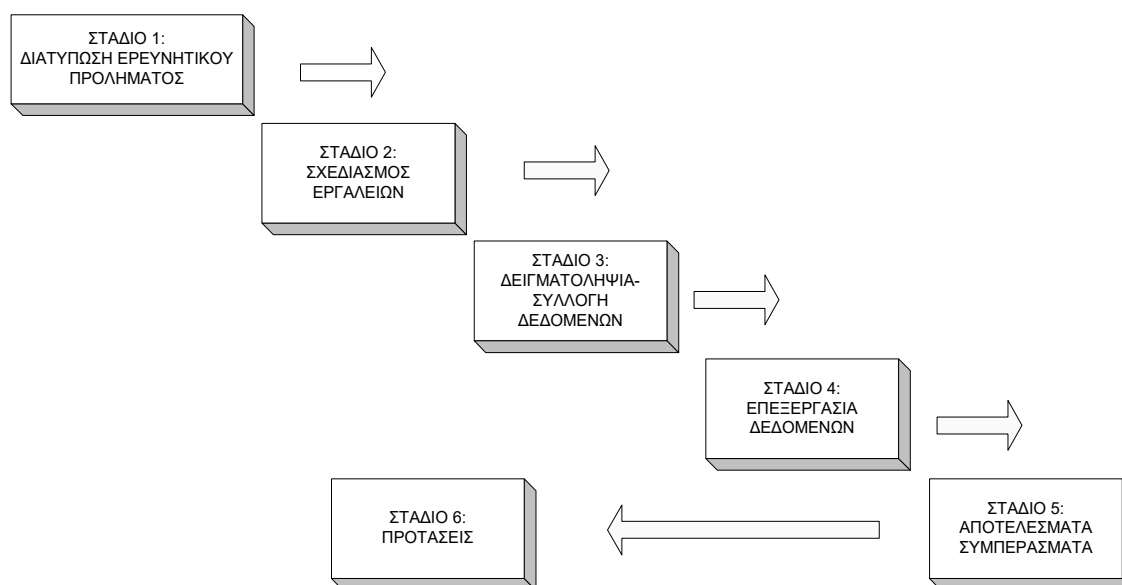 ΣΤΑΔΙΟ 1:
ΔΙΑΤΥΠΩΣΗ ΕΡΕΥΝΗΤΙΚΟΥ
ΠΡΟΛΗΜΑΤΟΣ
ΣΤΑΔΙΟ 2:
ΣΧΕΔΙΑΣΜΟΣ
ΕΡΓΑΛΕΙΩΝ
ΣΤΑΔΙΟ 3:
ΔΕΙΓΜΑΤΟΛΗΨΙΑ-
ΣΥΛΛΟΓΗ
ΔΕΔΟΜΕΝΩΝ
ΣΤΑΔΙΟ 4:
ΕΠΕΞΕΡΓΑΣΙΑ
ΔΕΔΟΜΕΝΩΝ
ΣΤΑΔΙΟ 5:
ΑΠΟΤΕΛΕΣΜΑΤΑ
ΣΥΜΠΕΡΑΣΜΑΤΑ
ΣΤΑΔΙΟ 6:
ΠΡΟΤΑΣΕΙΣ